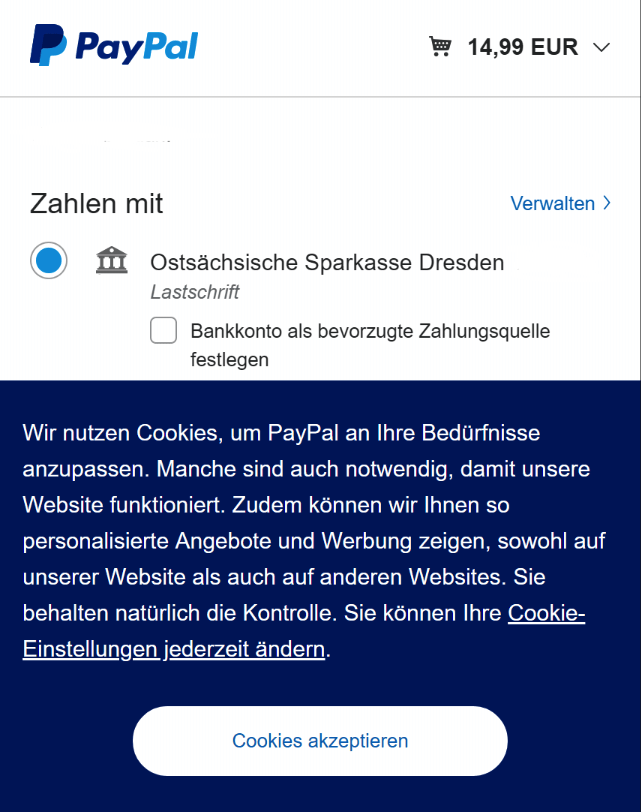 PayPal
14,99 EUR
Zahlen mit
Verwalten
Ostsächsische Sparkasse Dresden
Lastschrift
Bankkonto als bevorzugte Zahlungsquelle
festlegen
Wir nutzen Cookies, um PayPal an Ihre Bedürfnisse
anzupassen. Manche sind auch notwendig, damit unsere
Website funktioniert. Zudem können wir Ihnen so
personalisierte Angebote und Werbung zeigen, sowohl auf
unserer Website als auch auf anderen Websites. Sie
behalten natürlich die Kontrolle. Sie können Ihre Cookie-
Einstellungen jederzeit ändern.
Cookies akzeptieren